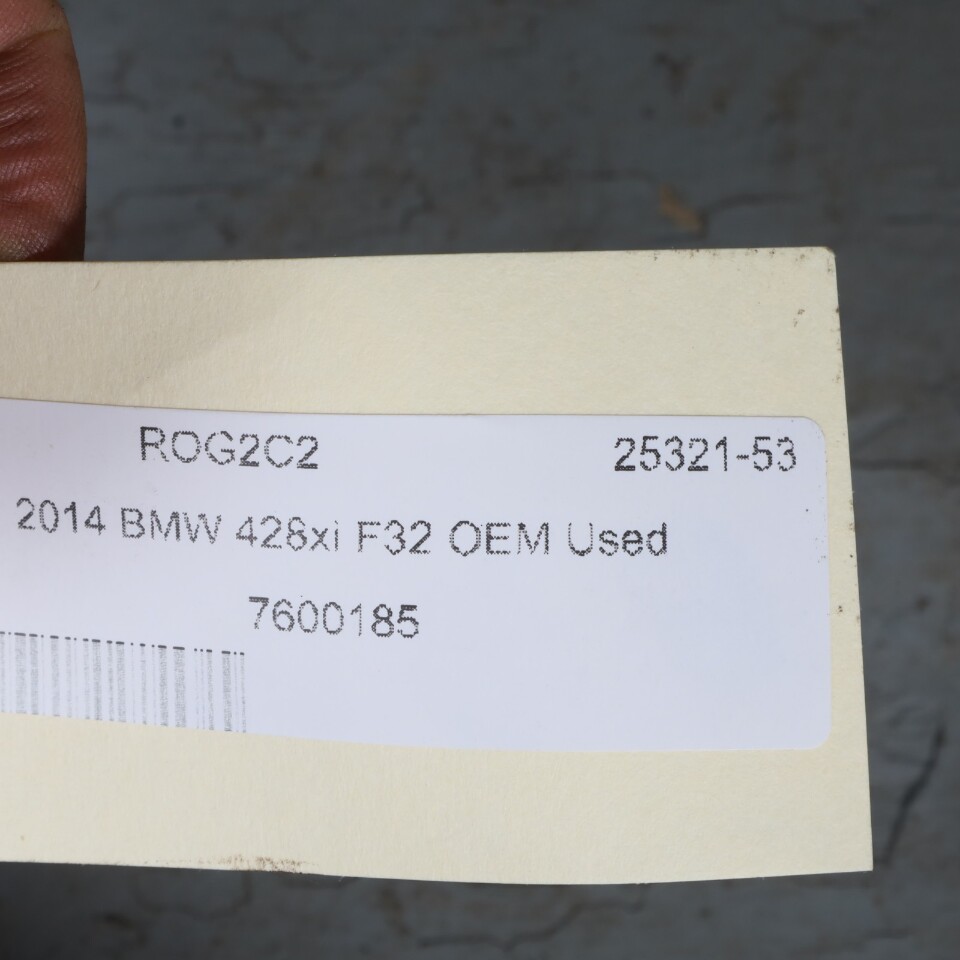 ROG2C2 25321-53
2014 BMW 428xi F32 OEM Used
7600185